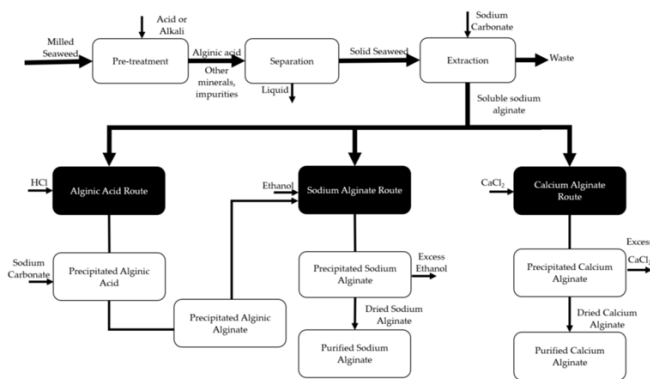 Acid or
Alkali
Sodium
Carbonate
Milled
Seaweed
Pre-treatment
Alginic acid
Other
minerals,
impurities
Separation
Liquid
Solid Seaweed
Extraction
Waste
Soluble sodium
alginate
HCl
Alginic Acid Route
Ethanol
Sodium Alginate Route
CaCl₂
Calcium Alginate
Route
Sodium
Carbonate
Precipitated Alginic
Acid
Precipitated Alginic
Alginate
Precipitated Sodium
Alginate
Excess
Ethanol
Dried Sodium
Alginate
Purified Sodium
Alginate
Precipitated Calcium
Alginate
Excess
CaCl₂
Dried Calcium
Alginate
Purified Calcium
Alginate